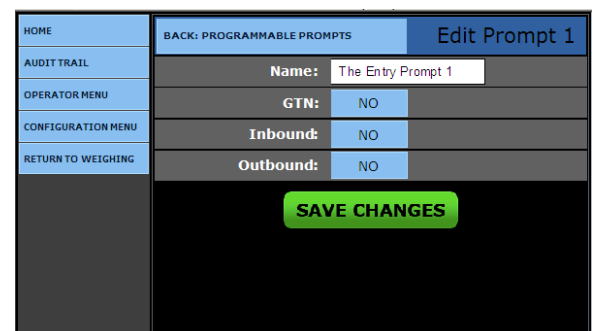 HOME
AUDIT TRAIL
OPERATOR MENU
CONFIGURATION MENU
RETURN TO WEIGHING
BACK: PROGRAMMABLE PROMPTS
Edit Prompt 1
Name: The Entry Prompt 1
GTN: NO
Inbound: NO
Outbound: NO
SAVE CHANGES